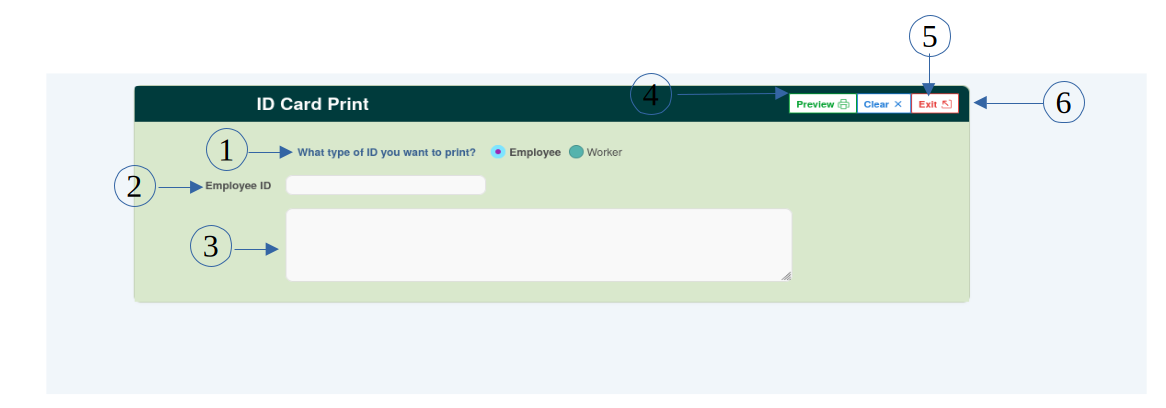 5
ID Card Print 4 Preview Clear × Exit 6
1 What type of ID you want to print? Employee Worker
2 Employee ID
3